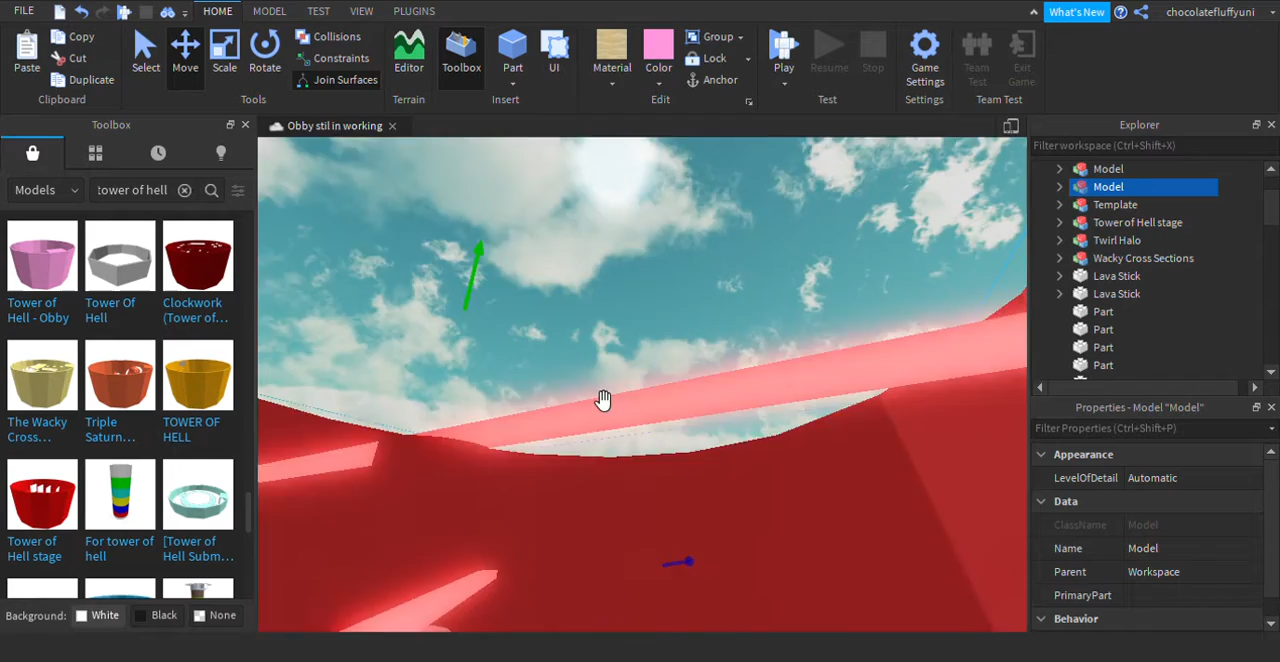 FILE HOME MODEL TEST VIEW PLUGINS What's New chocolatefluffyuni
Paste Copy Cut Duplicate
Clipboard
Select Move Scale Rotate Collisions Constraints Join Surfaces
Tools
Editor
Terrain
Toolbox Part UI
Insert
Material Color Group Lock Anchor
Edit
Play Resume Stop
Test
Game
Settings
Settings
Team
Test
Exit
Game
Team Test
Toolbox
Models tower of hell
Tower of
Hell - Obby
Tower Of
Hell
Clockwork
(Tower of...
The Wacky
Cross...
Triple
Saturn...
TOWER OF
HELL
Tower of
Hell stage
For tower of
hell
[Tower of
Hell Subm...
Background: White Black None
Obby stil in working
Explorer
Filter workspace (Ctrl+Shift+X)
Model
Model
Template
Tower of Hell stage
Twirl Halo
Wacky Cross Sections
Lava Stick
Lava Stick
Part
Part
Part
Part
Properties - Model "Model"
Filter Properties (Ctrl+Shift+P)
Appearance
LevelOfDetail Automatic
Data
ClassName Model
Name Model
Parent Workspace
PrimaryPart
Behavior